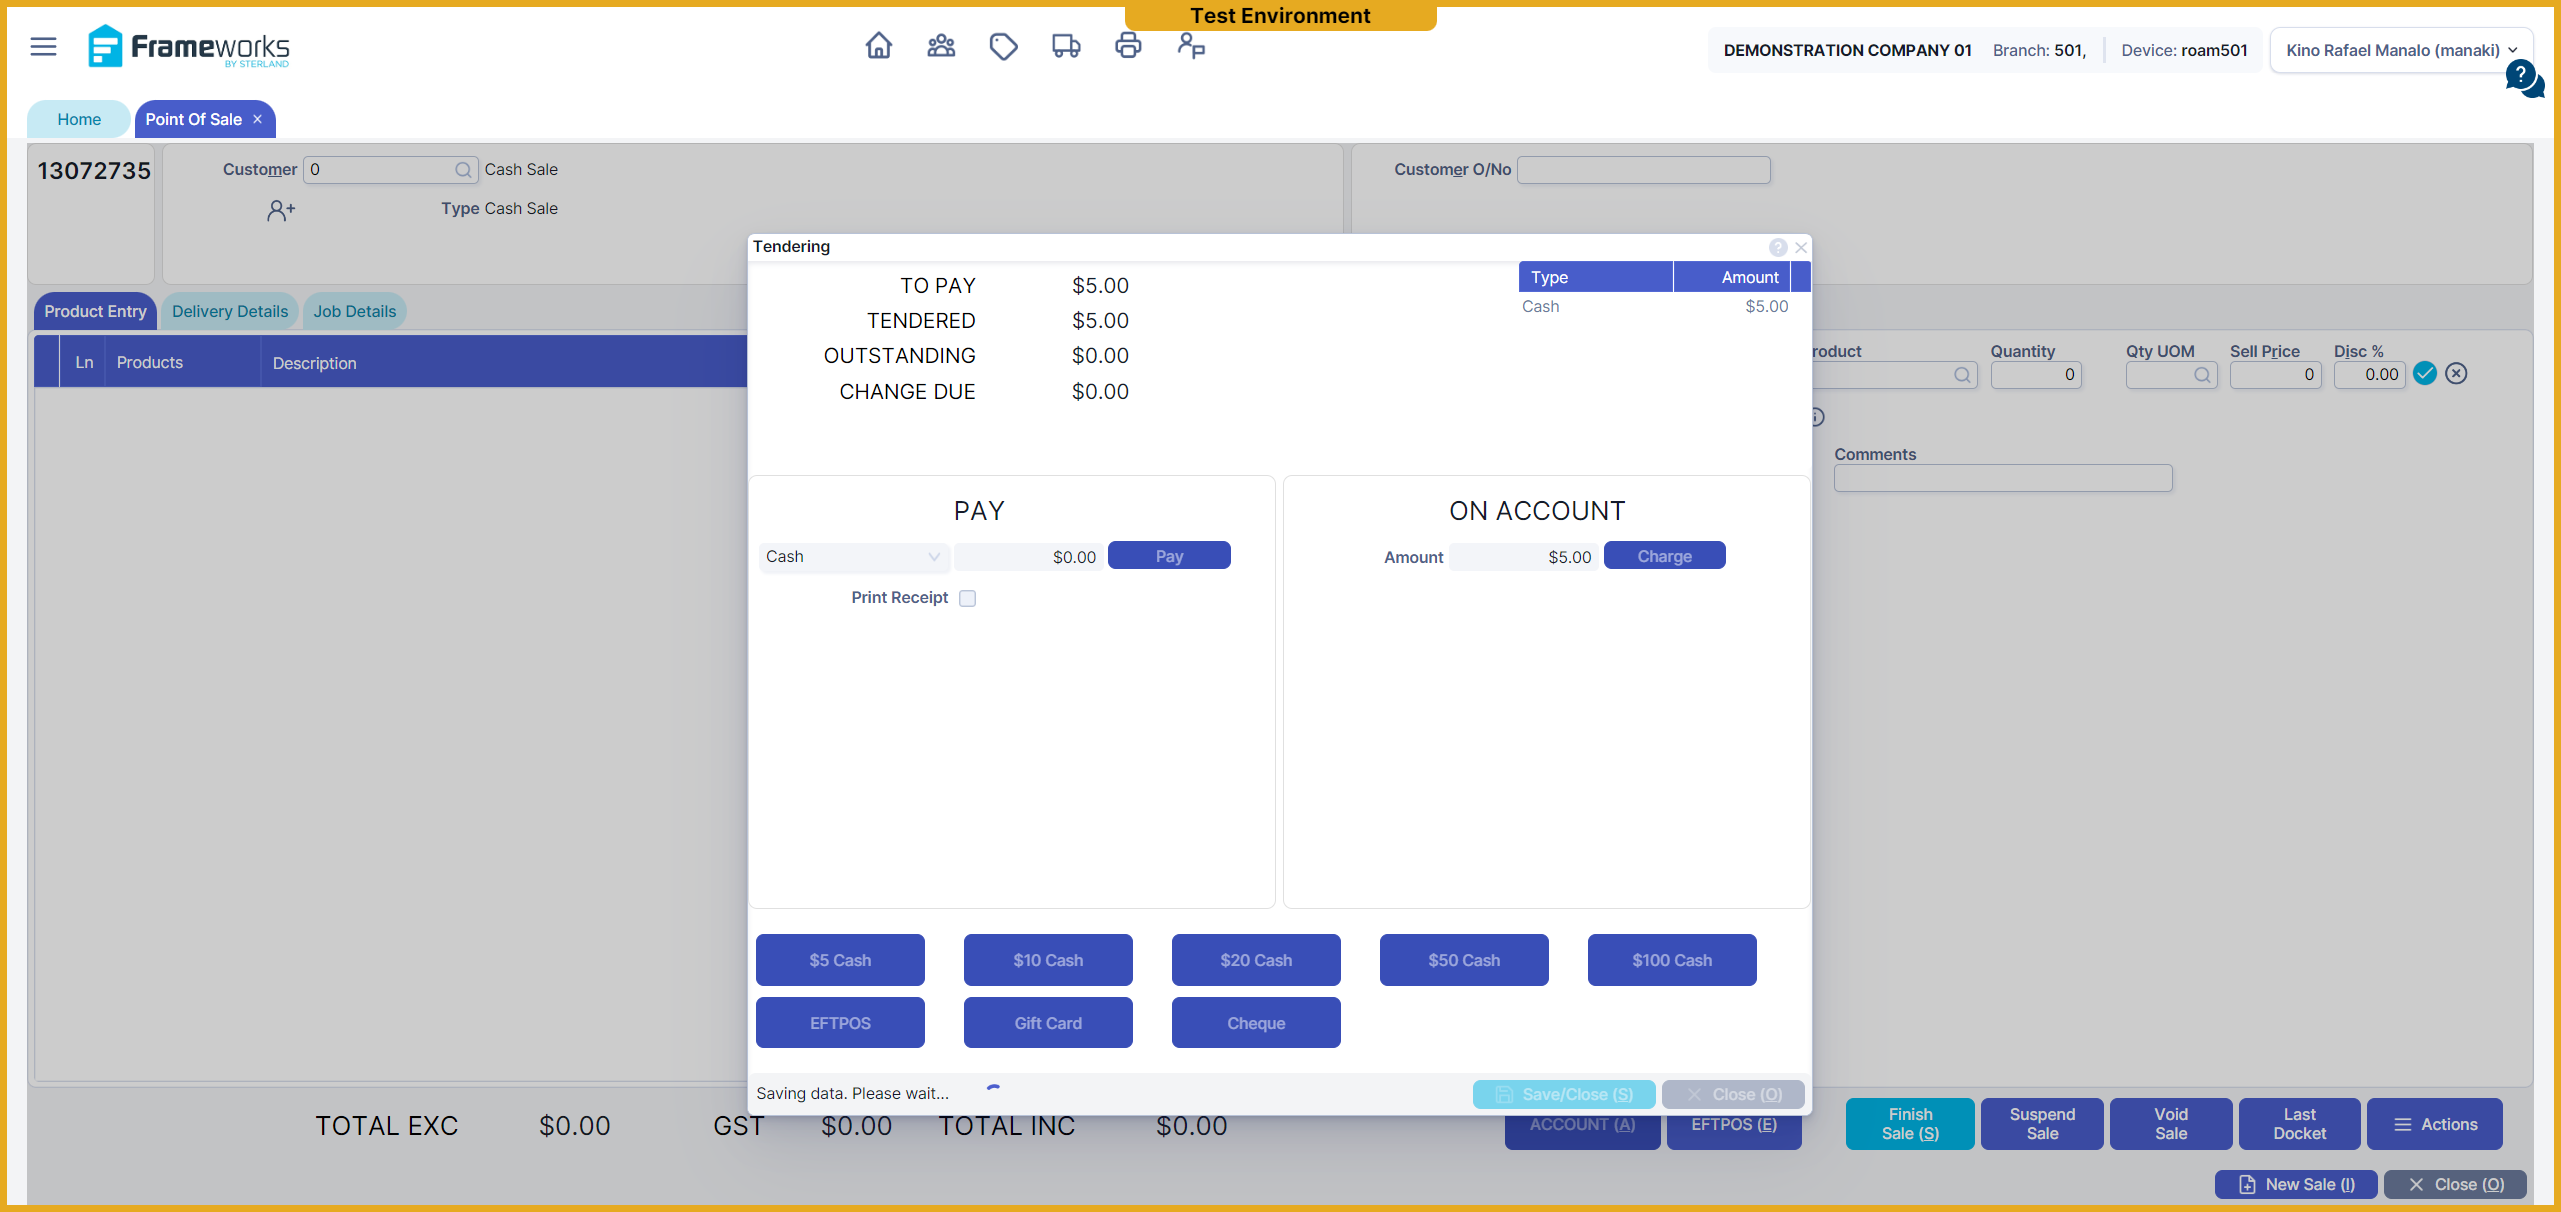 Test Environment
Frameworks
BY STERLAND
DEMONSTRATION COMPANY 01 Branch: 501, Device: roam501
Kino Rafael Manalo (manaki)
?
Home
Point Of Sale ×
13072735
Customer 0 Cash Sale
Type Cash Sale
Customer O/No
Product Entry
Delivery Details
Job Details
Ln Products Description
Tendering
?
TO PAY $5.00
TENDERED $5.00
OUTSTANDING $0.00
CHANGE DUE $0.00
Type Amount
Cash $5.00
PAY
Cash $0.00 Pay
Print Receipt
ON ACCOUNT
Amount $5.00 Charge
$5 Cash $10 Cash $20 Cash $50 Cash $100 Cash
EFTPOS Gift Card Cheque
Saving data. Please wait...
Save/Close (S) Close (O)
roduct Quantity Qty UOM Sell Price Disc %
0 0 0.00
Comments
TOTAL EXC $0.00 GST $0.00 TOTAL INC $0.00
ACCOUNT (A) EFTPOS (E)
Finish
Sale (S)
Suspend
Sale
Void
Sale
Last
Docket
Actions
New Sale (I) Close (O)